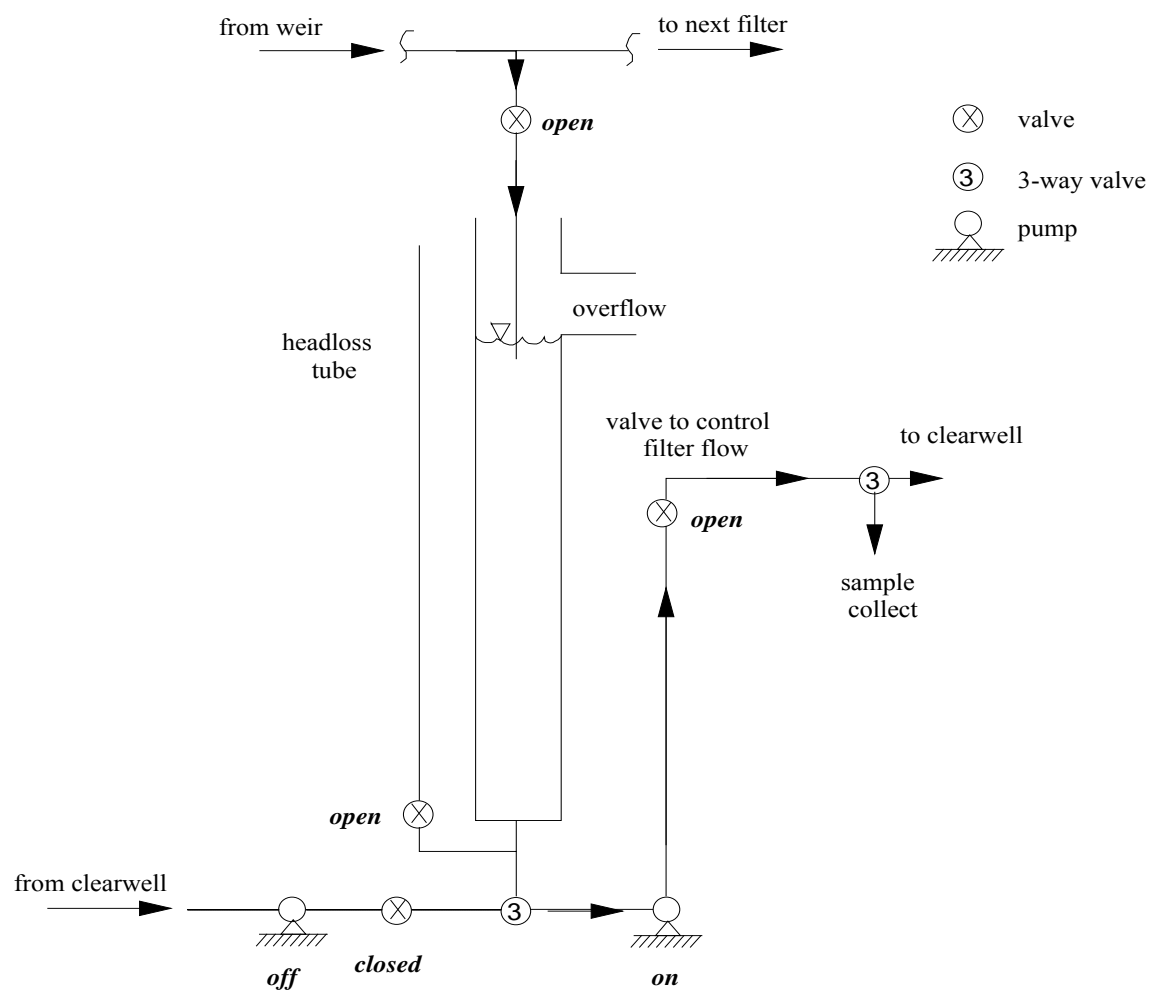 from weir
to next filter
open
valve
3
3-way valve
pump
overflow
headloss
tube
valve to control
filter flow
to clearwell
3
open
sample
collect
open
from clearwell
3
off
closed
on